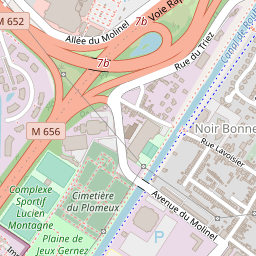 M 652
Allée du Molinel
7b
Voie Ra
7b
Rue du Triez
M 656
Noir Bonne
Rue Lavoisier
Complexe
Sportif
Lucien
Montagne
Cimetière
du Plomeux
Avenue du Molinel
Plaine de
Jeux Gernez
P